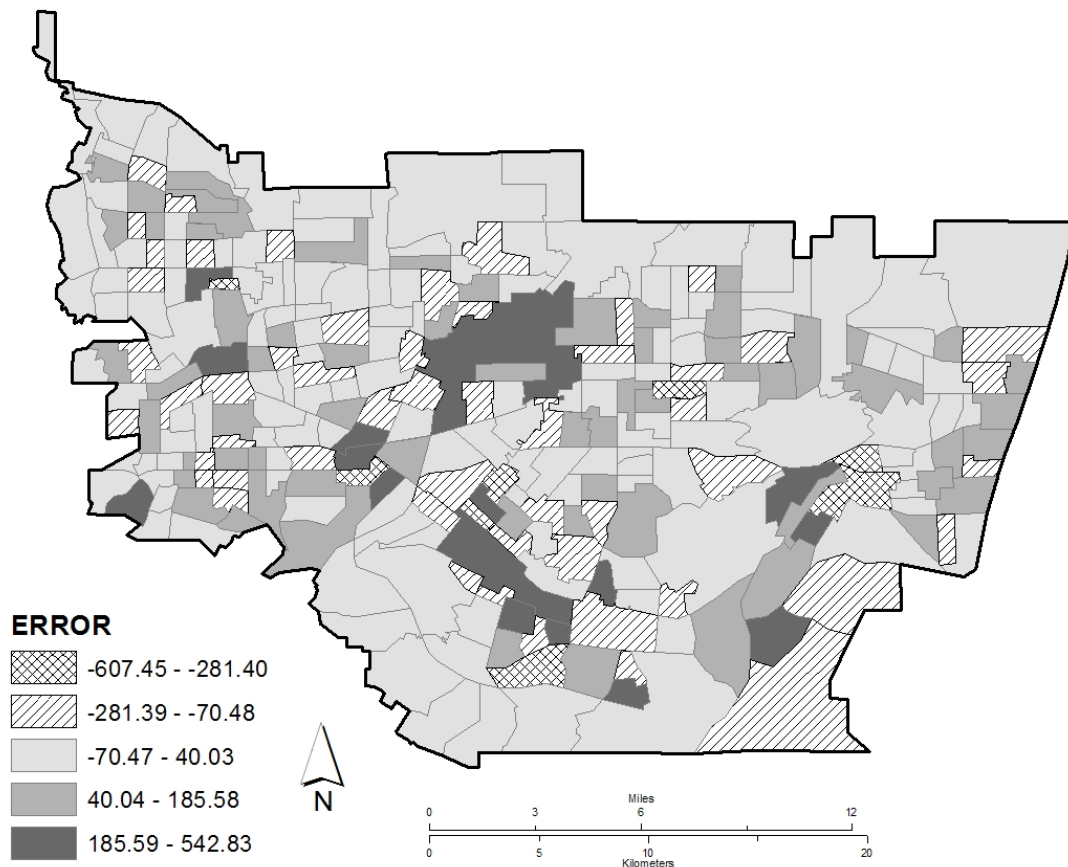 ERROR
-607.45 - -281.40
-281.39 - -70.48
-70.47 - 40.03
40.04 - 185.58
185.59 - 542.83
N
Miles
0 3 6 12
0 5 10 20
Kilometers